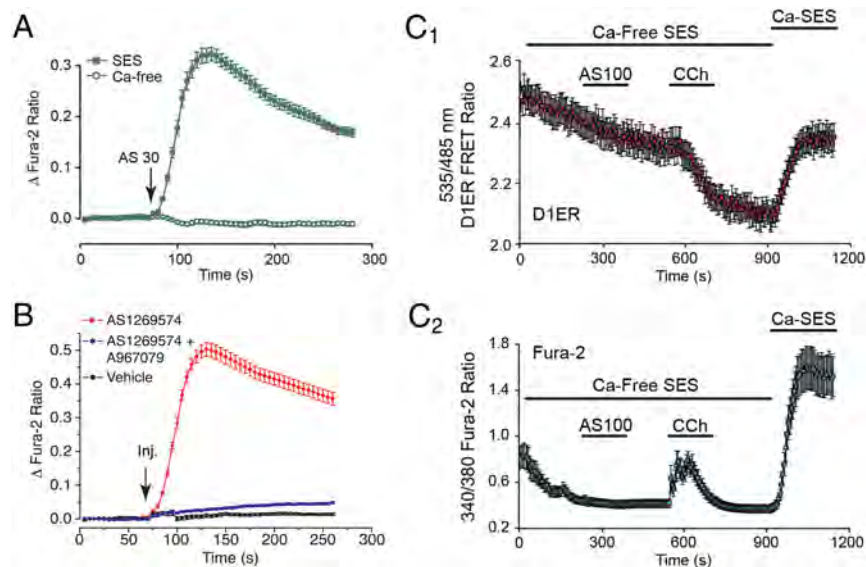 A
SES
Ca-free
AS 30
Δ Fura-2 Ratio
0.3
0.2
0.1
0.0
0
100
200
300
Time (s)
B
AS1269574
AS1269574 +
A967079
Vehicle
Inj.
Δ Fura-2 Ratio
0.5
0.4
0.3
0.2
0.1
0.0
0
50
100
150
200
250
Time (s)
C1
Ca-SES
Ca-Free SES
AS100
CCh
535/485 nm
D1ER FRET Ratio
2.6
2.4
2.2
2.0
D1ER
0
300
600
900
1200
Time (s)
C2
Ca-SES
Fura-2
Ca-Free SES
AS100
CCh
340/380 Fura-2 Ratio
1.8
1.4
1.0
0.6
0.2
0
300
600
900
1200
Time (s)